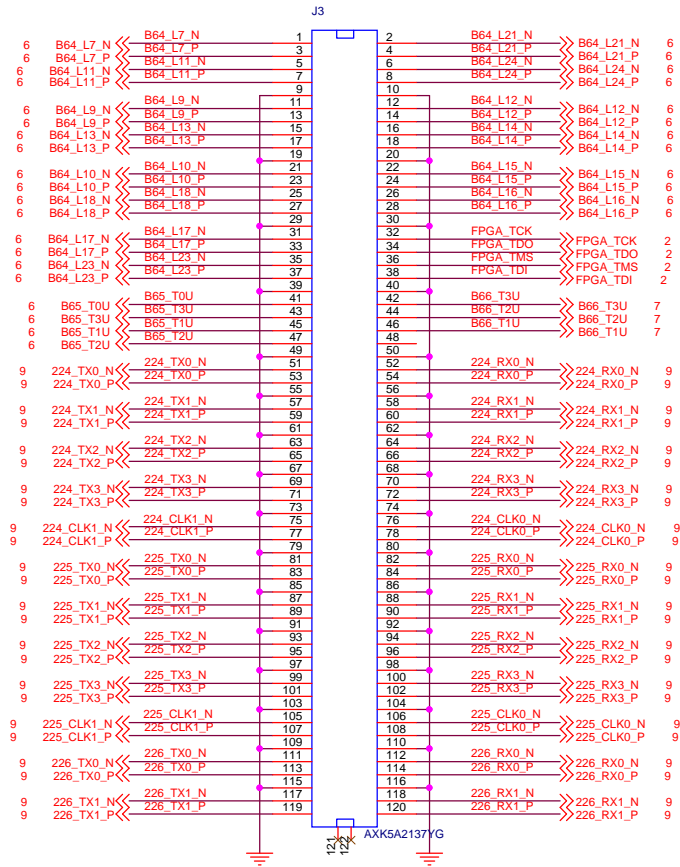 J3
6 B64_L7_N B64_L7_N 1 2 B64_L21_N B64_L21_N 6
6 B64_L7_P B64_L7_P 3 4 B64_L21_P B64_L21_P 6
6 B64_L11_N B64_L11_N 5 6 B64_L24_N B64_L24_N 6
6 B64_L11_P B64_L11_P 7 8 B64_L24_P B64_L24_P 6
9 10
6 B64_L9_N B64_L9_N 11 12 B64_L12_N B64_L12_N 6
6 B64_L9_P B64_L9_P 13 14 B64_L12_P B64_L12_P 6
6 B64_L13_N B64_L13_N 15 16 B64_L14_N B64_L14_N 6
6 B64_L13_P B64_L13_P 17 18 B64_L14_P B64_L14_P 6
19 20
6 B64_L10_N B64_L10_N 21 22 B64_L15_N B64_L15_N 6
6 B64_L10_P B64_L10_P 23 24 B64_L15_P B64_L15_P 6
6 B64_L18_N B64_L18_N 25 26 B64_L16_N B64_L16_N 6
6 B64_L18_P B64_L18_P 27 28 B64_L16_P B64_L16_P 6
29 30
6 B64_L17_N B64_L17_N 31 32 FPGA_TCK FPGA_TCK 2
6 B64_L17_P B64_L17_P 33 34 FPGA_TDO FPGA_TDO 2
6 B64_L23_N B64_L23_N 35 36 FPGA_TMS FPGA_TMS 2
6 B64_L23_P B64_L23_P 37 38 FPGA_TDI FPGA_TDI 2
39 40
6 B65_T0U B65_T0U 41 42 B66_T3U B66_T3U 7
6 B65_T3U B65_T3U 43 44 B66_T2U B66_T2U 7
6 B65_T1U B65_T1U 45 46 B66_T1U B66_T1U 7
6 B65_T2U B65_T2U 47 48
49 50
9 224_TX0_N 224_TX0_N 51 52 224_RX0_N 224_RX0_N 9
9 224_TX0_P 224_TX0_P 53 54 224_RX0_P 224_RX0_P 9
55 56
9 224_TX1_N 224_TX1_N 57 58 224_RX1_N 224_RX1_N 9
9 224_TX1_P 224_TX1_P 59 60 224_RX1_P 224_RX1_P 9
61 62
9 224_TX2_N 224_TX2_N 63 64 224_RX2_N 224_RX2_N 9
9 224_TX2_P 224_TX2_P 65 66 224_RX2_P 224_RX2_P 9
67 68
9 224_TX3_N 224_TX3_N 69 70 224_RX3_N 224_RX3_N 9
9 224_TX3_P 224_TX3_P 71 72 224_RX3_P 224_RX3_P 9
73 74
9 224_CLK1_N 224_CLK1_N 75 76 224_CLK0_N 224_CLK0_N 9
9 224_CLK1_P 224_CLK1_P 77 78 224_CLK0_P 224_CLK0_P 9
79 80
9 225_TX0_N 225_TX0_N 81 82 225_RX0_N 225_RX0_N 9
9 225_TX0_P 225_TX0_P 83 84 225_RX0_P 225_RX0_P 9
85 86
9 225_TX1_N 225_TX1_N 87 88 225_RX1_N 225_RX1_N 9
9 225_TX1_P 225_TX1_P 89 90 225_RX1_P 225_RX1_P 9
91 92
9 225_TX2_N 225_TX2_N 93 94 225_RX2_N 225_RX2_N 9
9 225_TX2_P 225_TX2_P 95 96 225_RX2_P 225_RX2_P 9
97 98
9 225_TX3_N 225_TX3_N 99 100 225_RX3_N 225_RX3_N 9
9 225_TX3_P 225_TX3_P 101 102 225_RX3_P 225_RX3_P 9
103 104
9 225_CLK1_N 225_CLK1_N 105 106 225_CLK0_N 225_CLK0_N 9
9 225_CLK1_P 225_CLK1_P 107 108 225_CLK0_P 225_CLK0_P 9
109 110
9 226_TX0_N 226_TX0_N 111 112 226_RX0_N 226_RX0_N 9
9 226_TX0_P 226_TX0_P 113 114 226_RX0_P 226_RX0_P 9
115 116
9 226_TX1_N 226_TX1_N 117 118 226_RX1_N 226_RX1_N 9
9 226_TX1_P 226_TX1_P 119 120 226_RX1_P 226_RX1_P 9
121 122 AXK5A2137YG